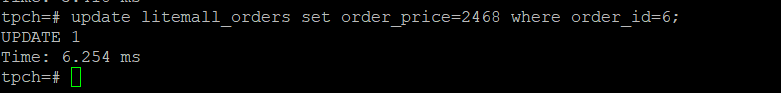 tpch=# update litemall_orders set order_price=2468 where order_id=6;
UPDATE 1
Time: 6.254 ms
tpch=#